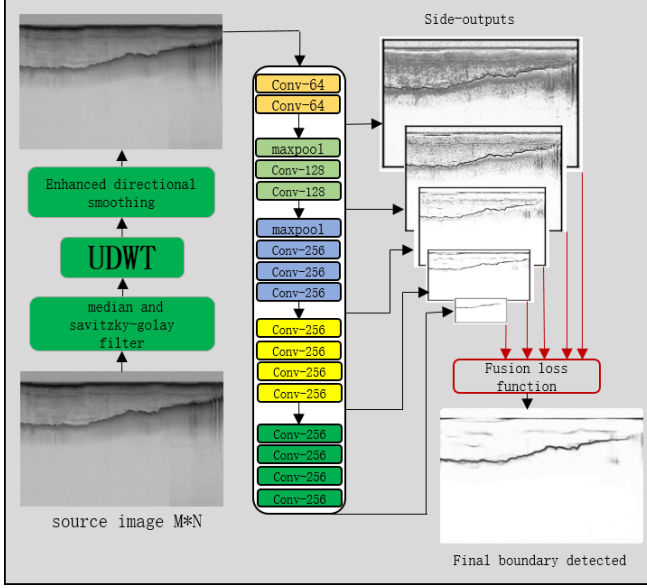 Side-outputs
Conv-64
Conv-64
maxpool
Conv-128
Conv-128
maxpool
Conv-256
Conv-256
Conv-256
Conv-256
Conv-256
Conv-256
Conv-256
Conv-256
Conv-256
Conv-256
Conv-256
Enhanced directional
smoothing
UDWT
median and
savitzky-golay
filter
source image M*N
Fusion loss
function
Final boundary detected